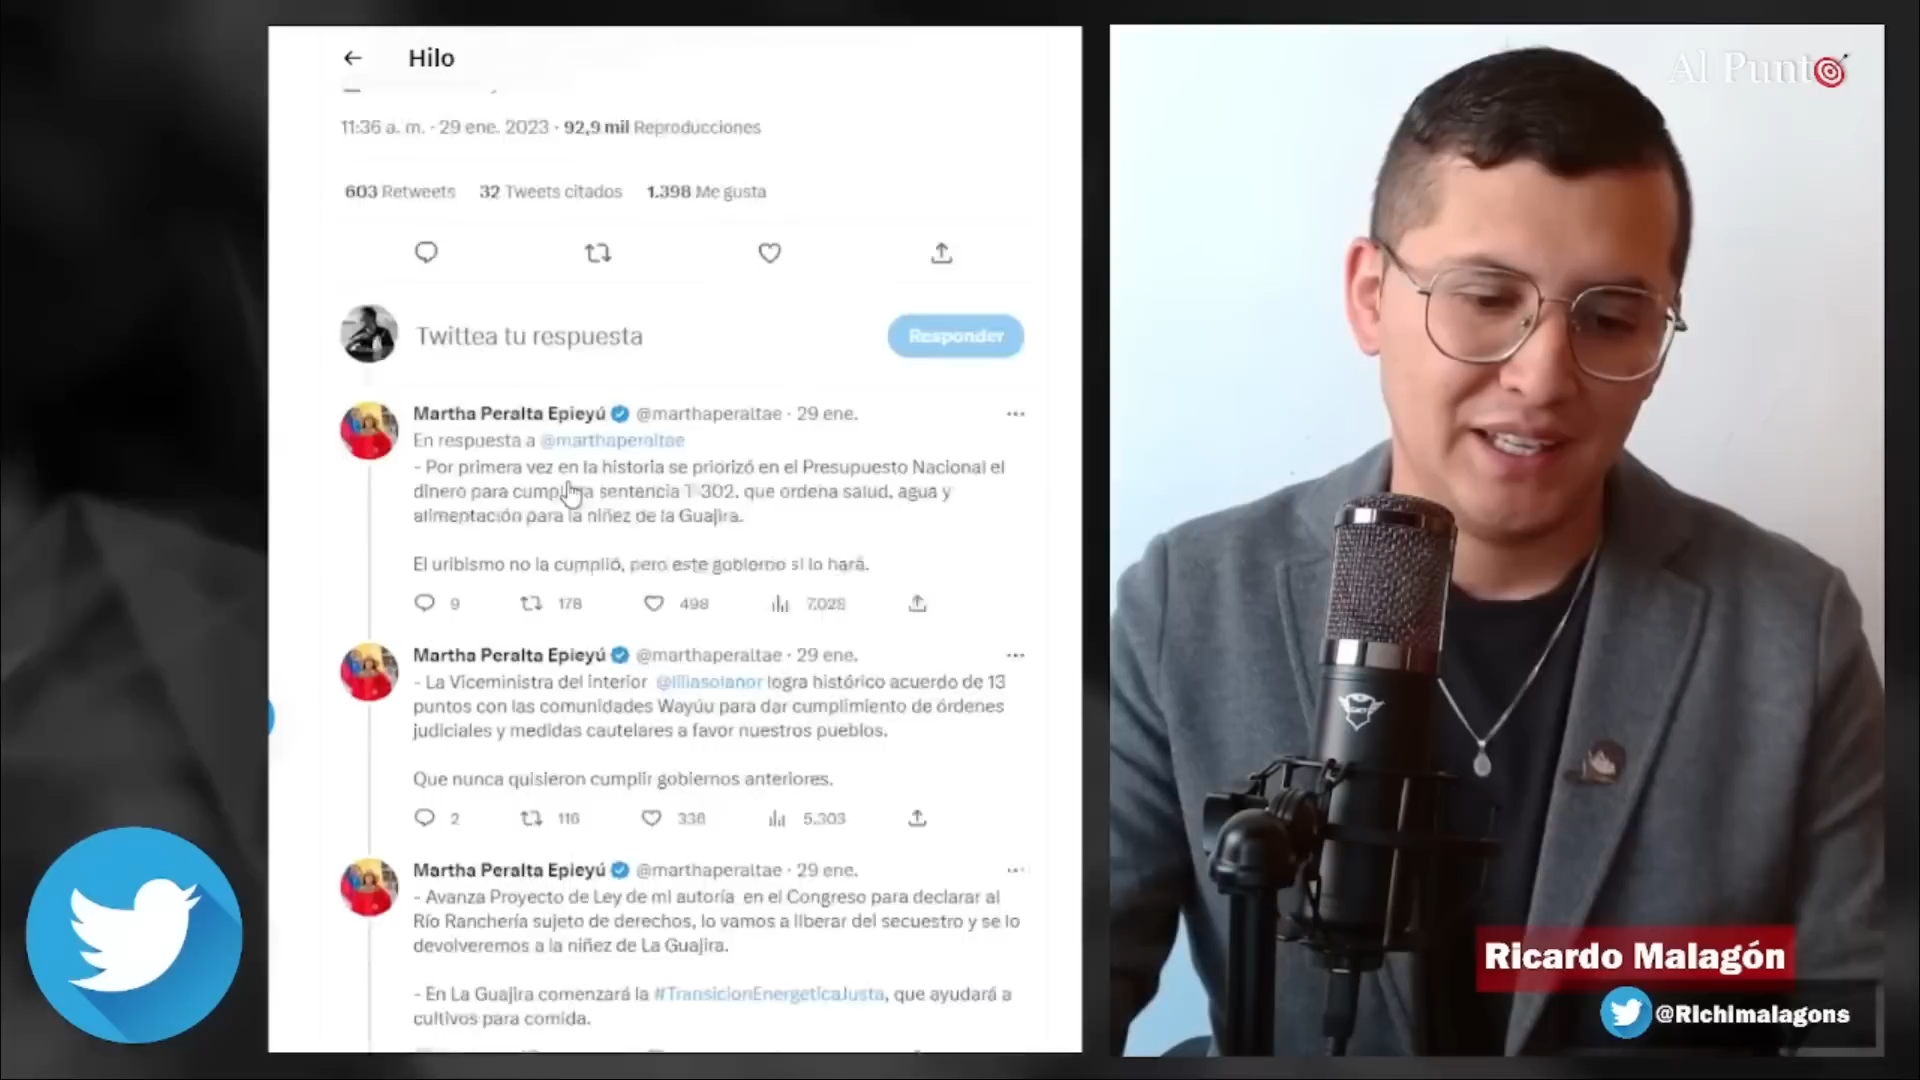 Hilo
11:36 a. m. · 29 ene. 2023 · 92,9 mil Reproducciones
603 Retweets 32 Tweets citados 1.398 Me gusta
Twittea tu respuesta
Responder
Martha Peralta Epieyú @marthaperaltae · 29 ene.
En respuesta a @marthaperaltae
- Por primera vez en la historia se priorizó en el Presupuesto Nacional el
dinero para cumplir la sentencia T-302, que ordena salud, agua y
alimentación para la niñez de la Guajira.
El uribismo no la cumplió, pero este gobierno si lo hará.
9 178 498 7.028
Martha Peralta Epieyú @marthaperaltae · 29 ene.
- La Viceministra del interior @liliasolanor logra histórico acuerdo de 13
puntos con las comunidades Wayúu para dar cumplimiento de órdenes
judiciales y medidas cautelares a favor nuestros pueblos.
Que nunca quisieron cumplir gobiernos anteriores.
2 116 338 5.303
Martha Peralta Epieyú @marthaperaltae · 29 ene.
- Avanza Proyecto de Ley de mi autoría en el Congreso para declarar al
Río Ranchería sujeto de derechos, lo vamos a liberar del secuestro y se lo
devolveremos a la niñez de La Guajira.
- En La Guajira comenzará la #TransicionEnergeticaJusta, que ayudará a
cultivos para comida.
Al Punto
Ricardo Malagón
@Richimalagons